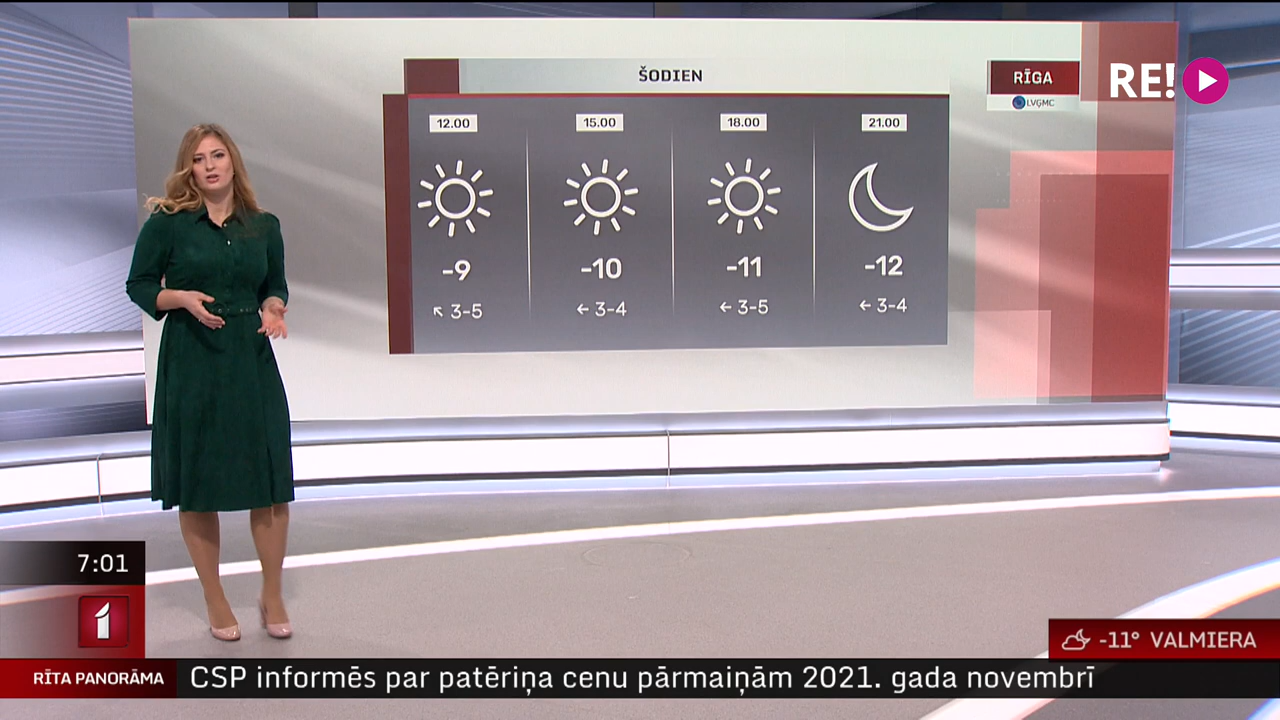 ŠODIEN
RĪGA
LVĢMC
RE!
12.00 15.00 18.00 21.00
-9 -10 -11 -12
↖ 3-5 ← 3-4 ← 3-5 ← 3-4
7:01
1
-11° VALMIERA
RĪTA PANORĀMA
CSP informēs par patēriņa cenu pārmaiņām 2021. gada novembrī